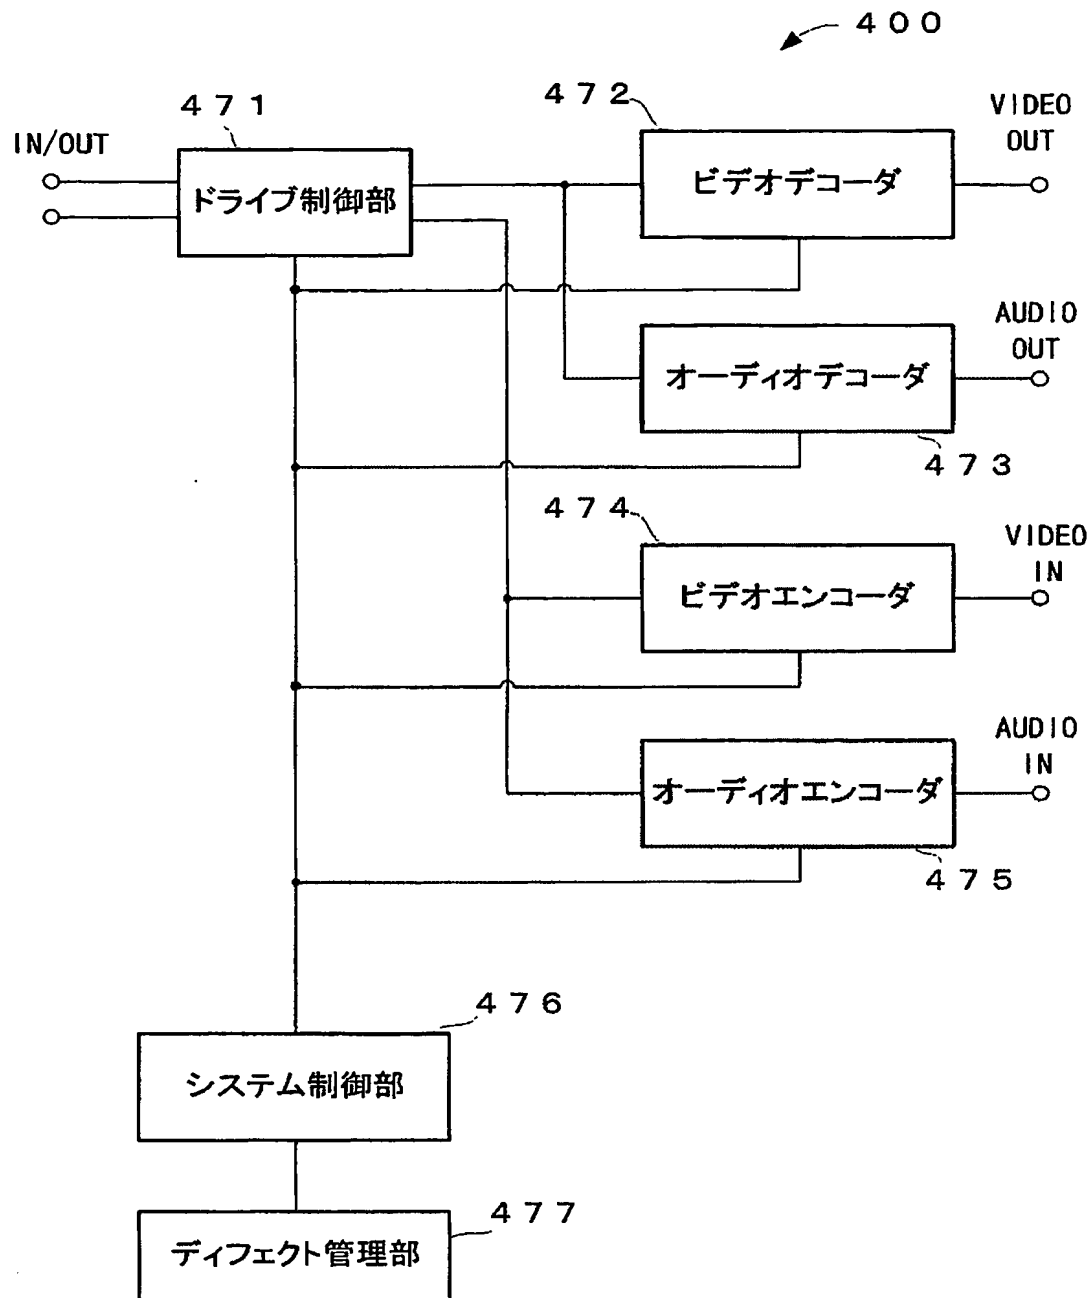 ４００
４７１
４７２
VIDEO
OUT
IN/OUT
ドライブ制御部
ビデオデコーダ
AUDIO
OUT
オーディオデコーダ
４７３
４７４
VIDEO
IN
ビデオエンコーダ
AUDIO
IN
オーディオエンコーダ
４７５
４７６
システム制御部
４７７
ディフェクト管理部